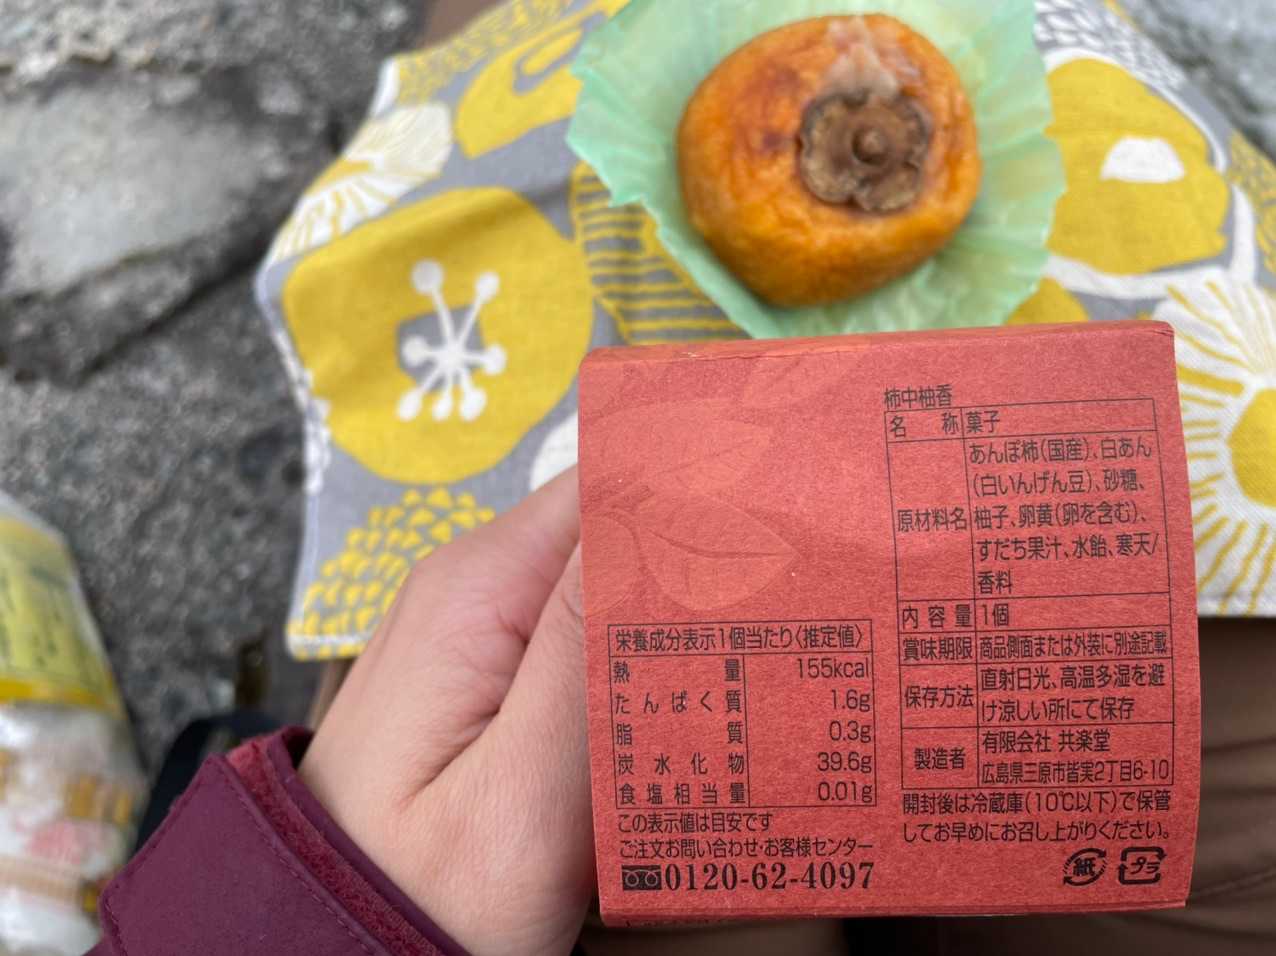 柿中柚香
名称 菓子
原材料名 あんぽ柿(国産)、白あん
(白いんげん豆)、砂糖、
柚子、卵黄(卵を含む)、
すだち果汁、水飴、寒天/
香料
内容量 1個
賞味期限 商品側面または外装に別途記載
保存方法 直射日光、高温多湿を避
け涼しい所にて保存
製造者 有限会社 共楽堂
広島県三原市皆実2丁目6-10
開封後は冷蔵庫(10℃以下)で保管
してお早めにお召し上がりください。
紙 プラ
栄養成分表示1個当たり〈推定値〉
熱量 155kcal
たんぱく質 1.6g
脂質 0.3g
炭水化物 39.6g
食塩相当量 0.01g
この表示値は目安です
ご注文お問い合わせ・お客様センター
0120-62-4097